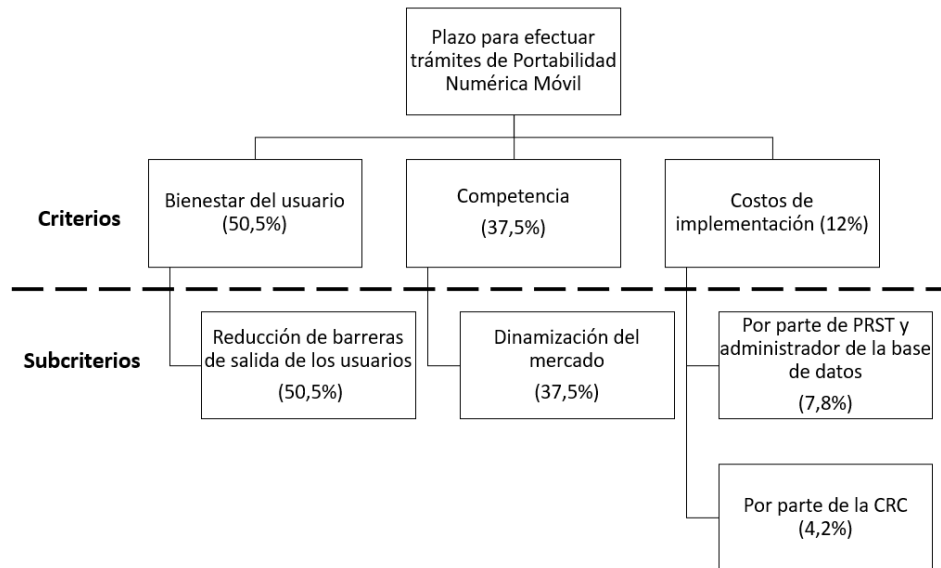 Plazo para efectuar
trámites de Portabilidad
Numérica Móvil
Criterios
Bienestar del usuario
(50,5%)
Competencia
(37,5%)
Costos de
implementación (12%)
Subcriterios
Reducción de barreras
de salida de los usuarios
(50,5%)
Dinamización del
mercado
(37,5%)
Por parte de PRST y
administrador de la base
de datos
(7,8%)
Por parte de la CRC
(4,2%)